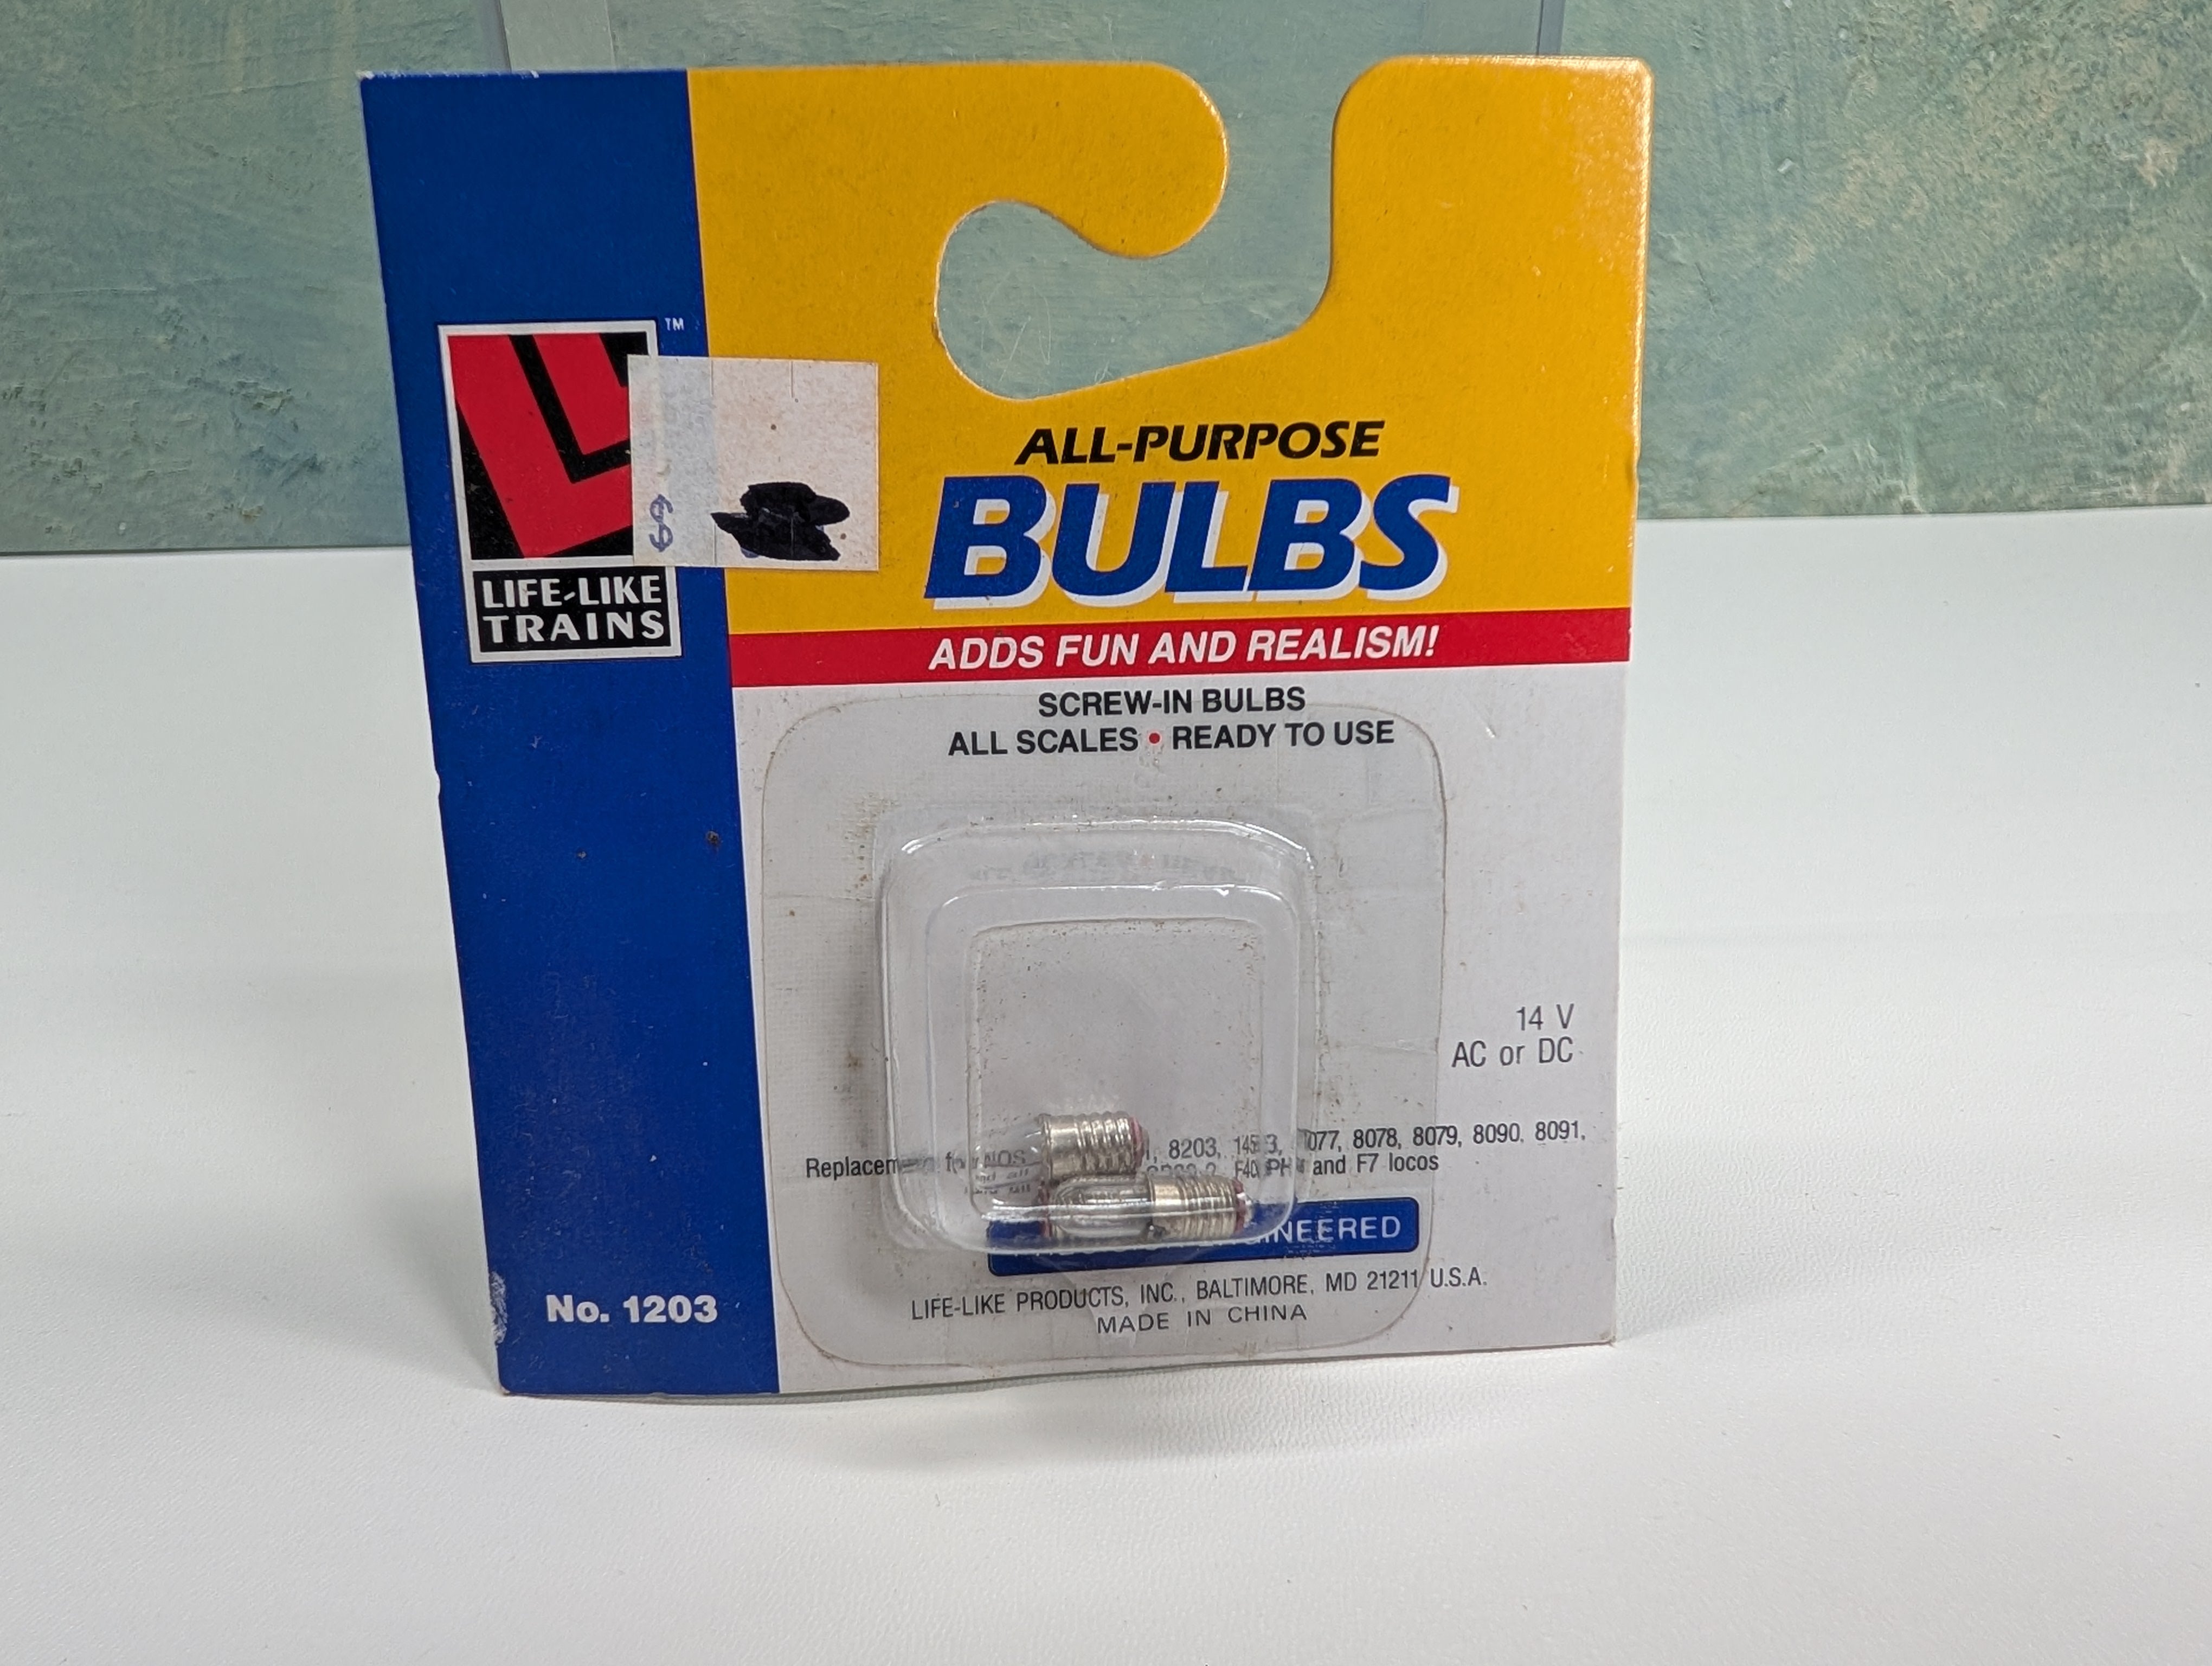 TM
LIFE-LIKE
TRAINS
$
ALL-PURPOSE
BULBS
ADDS FUN AND REALISM!
SCREW-IN BULBS
ALL SCALES • READY TO USE
14 V
AC or DC
8203, 8078, 8079, 8090, 8091,
and F7 locos
No. 1203
LIFE-LIKE PRODUCTS, INC., BALTIMORE, MD 21211 U.S.A.
MADE IN CHINA